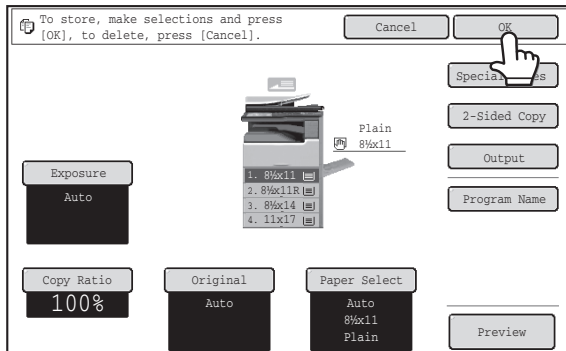 To store, make selections and press
[OK], to delete, press [Cancel].
Cancel
OK
2-Sided Copy
Output
Program Name
Plain
8½x11
1. 8½x11
2. 8½x11R
3. 8½x14
4. 11x17
Exposure
Auto
Copy Ratio
100%
Original
Auto
Paper Select
Auto
8½x11
Plain
Preview